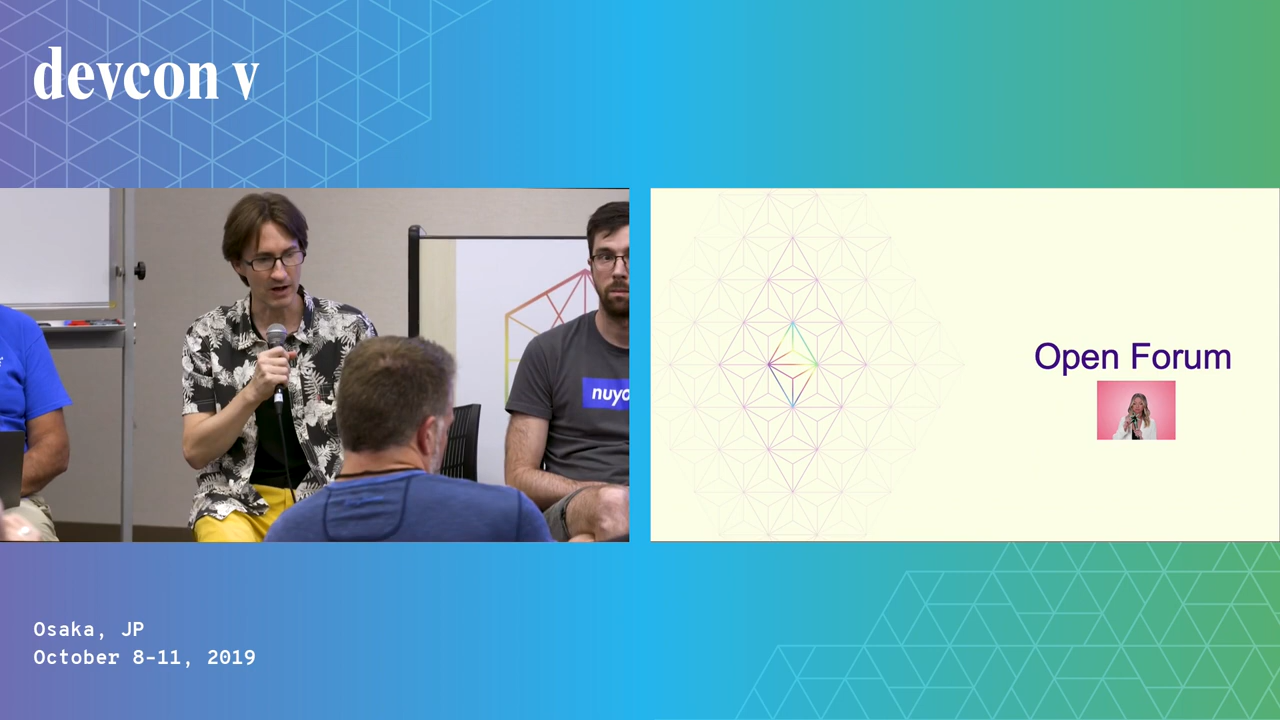 devcon v
Open Forum
Osaka, JP
October 8-11, 2019